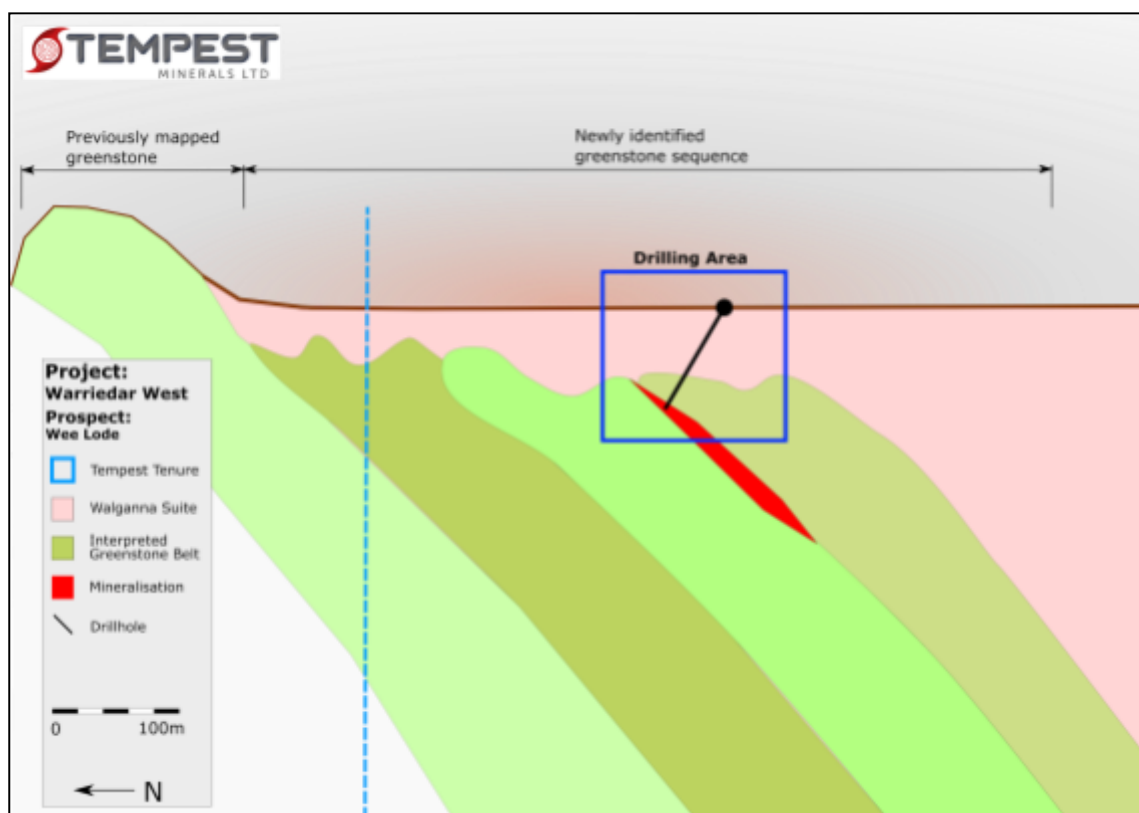 TEMPEST
MINERALS LTD
Previously mapped
greenstone
Newly identified
greenstone sequence
Drilling Area
Project:
Warriedar West
Prospect:
Wee Lode
Tempest Tenure
Walganna Suite
Interpreted
Greenstone Belt
Mineralisation
Drillhole
0 100m
N